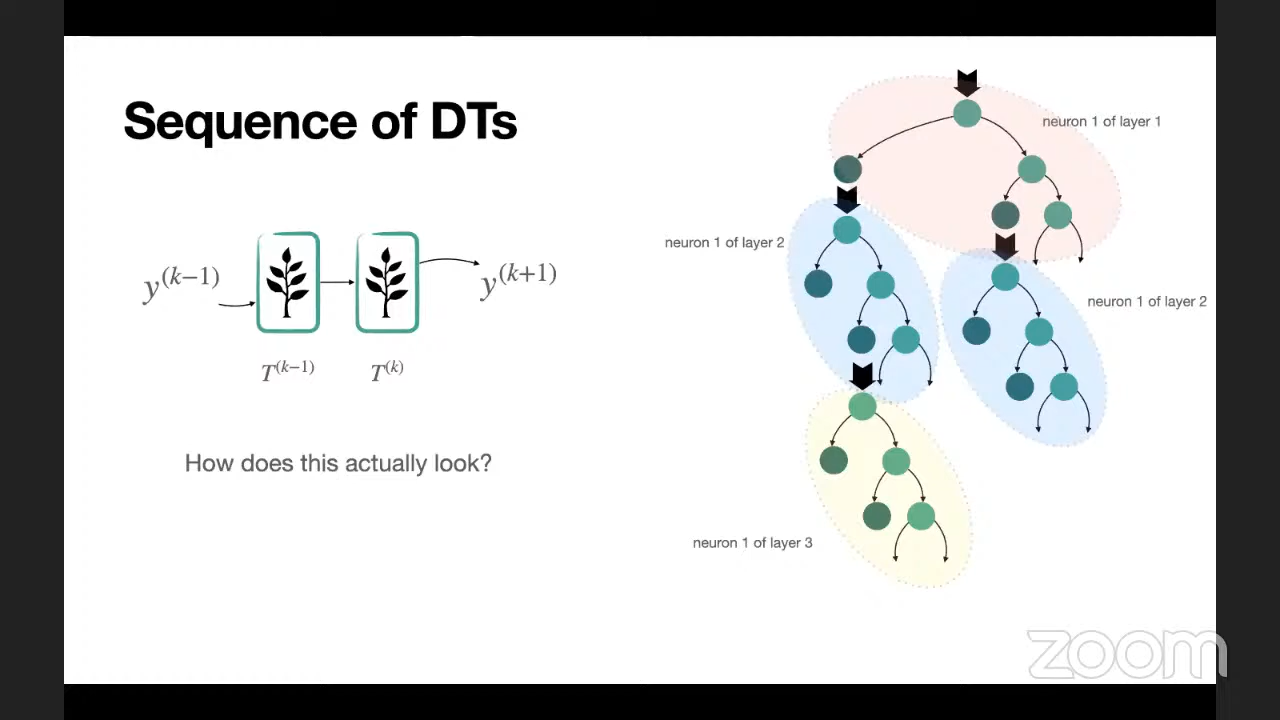 Sequence of DTs
neuron 1 of layer 1
neuron 1 of layer 2
y^(k−1)
y^(k+1)
neuron 1 of layer 2
T^(k−1)
T^(k)
How does this actually look?
neuron 1 of layer 3
zoom